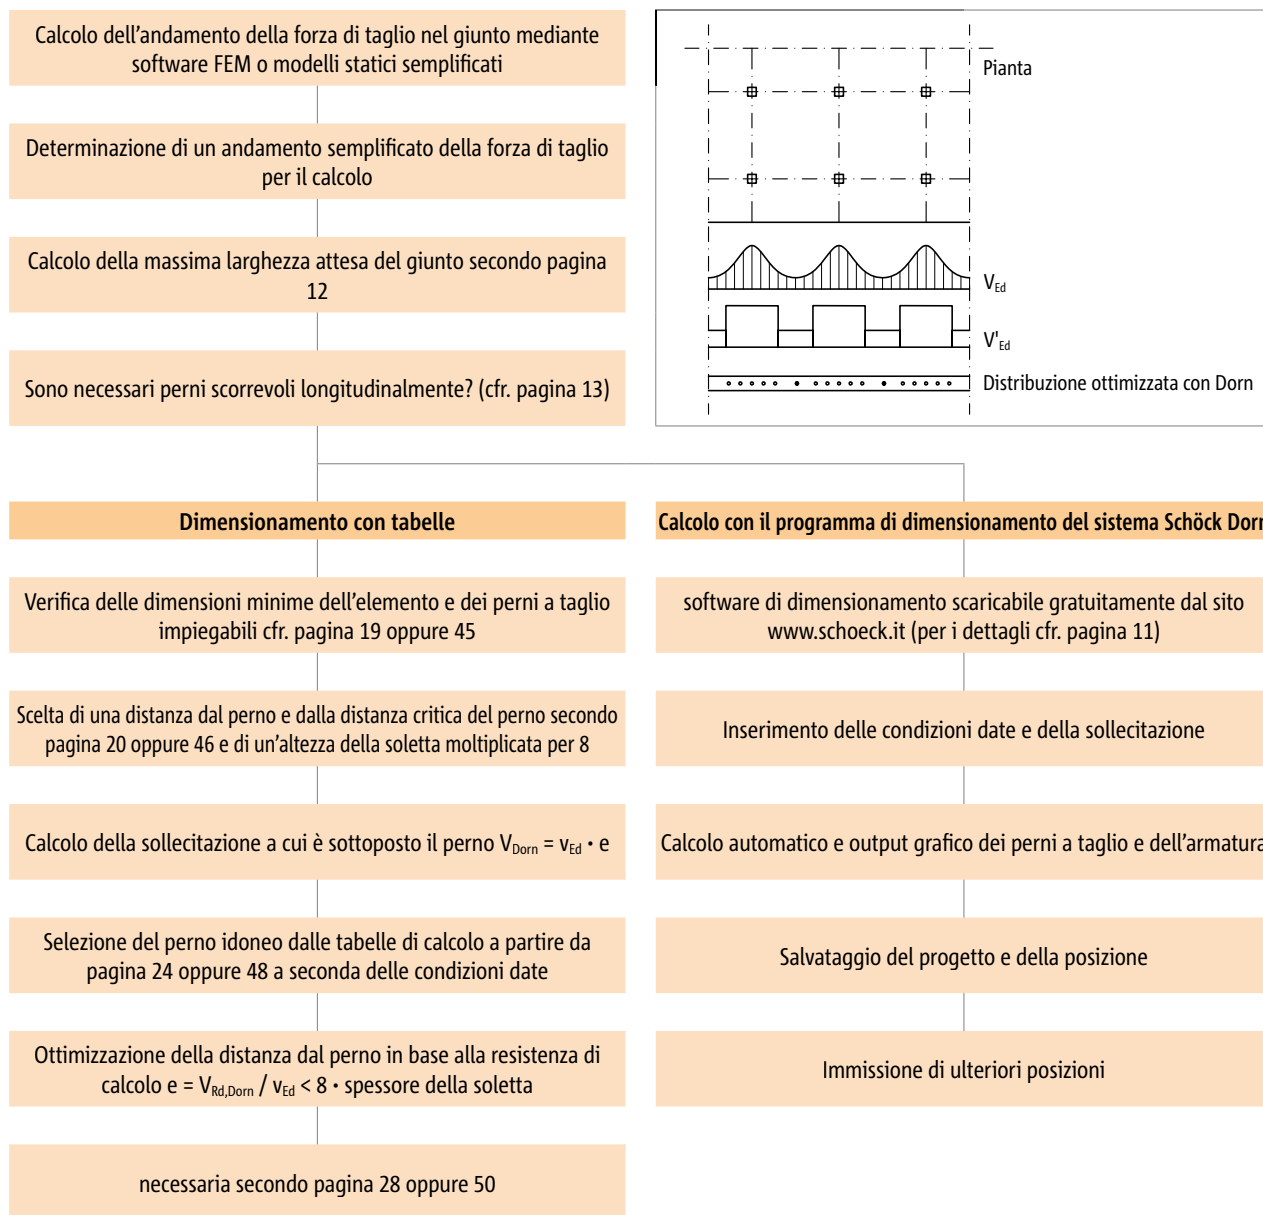 Calcolo dell'andamento della forza di taglio nel giunto mediante
software FEM o modelli statici semplificati
Determinazione di un andamento semplificato della forza di taglio
per il calcolo
Calcolo della massima larghezza attesa del giunto secondo pagina
12
Sono necessari perni scorrevoli longitudinalmente? (cfr. pagina 13)
Pianta
V_Ed
V'_Ed
Distribuzione ottimizzata con Dorn
Dimensionamento con tabelle
Verifica delle dimensioni minime dell'elemento e dei perni a taglio
impiegabili cfr. pagina 19 oppure 45
Scelta di una distanza dal perno e dalla distanza critica del perno secondo
pagina 20 oppure 46 e di un'altezza della soletta moltiplicata per 8
Calcolo della sollecitazione a cui è sottoposto il perno V_Dorn = v_Ed • e
Selezione del perno idoneo dalle tabelle di calcolo a partire da
pagina 24 oppure 48 a seconda delle condizioni date
Ottimizzazione della distanza dal perno in base alla resistenza di
calcolo e = V_Rd,Dorn / v_Ed < 8 • spessore della soletta
necessaria secondo pagina 28 oppure 50
Calcolo con il programma di dimensionamento del sistema Schöck Dorn
software di dimensionamento scaricabile gratuitamente dal sito
www.schoeck.it (per i dettagli cfr. pagina 11)
Inserimento delle condizioni date e della sollecitazione
Calcolo automatico e output grafico dei perni a taglio e dell'armatura
Salvataggio del progetto e della posizione
Immissione di ulteriori posizioni